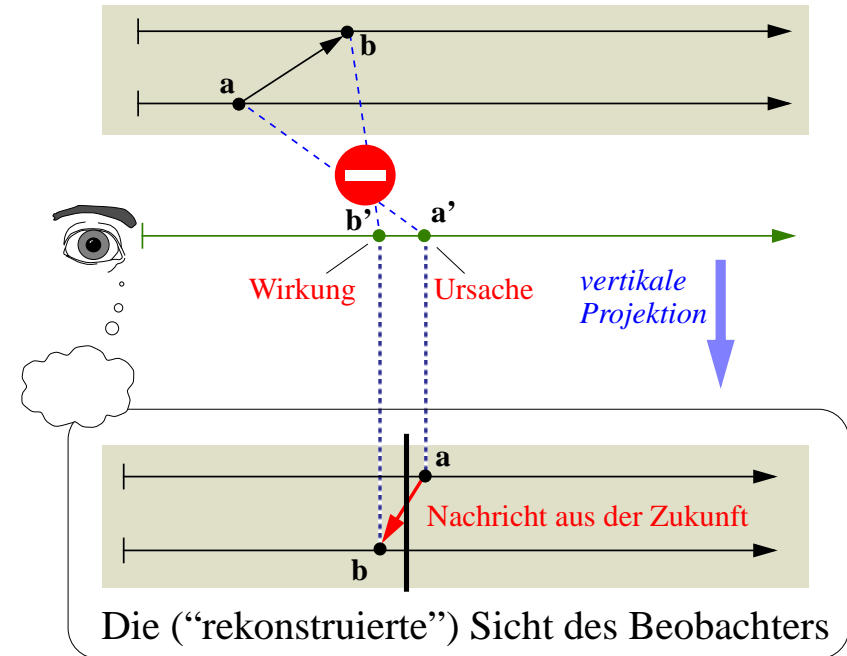 b
a
b’
a’
Wirkung
Ursache
vertikale
Projektion
a
Nachricht aus der Zukunft
b
Die (“rekonstruierte”) Sicht des Beobachters